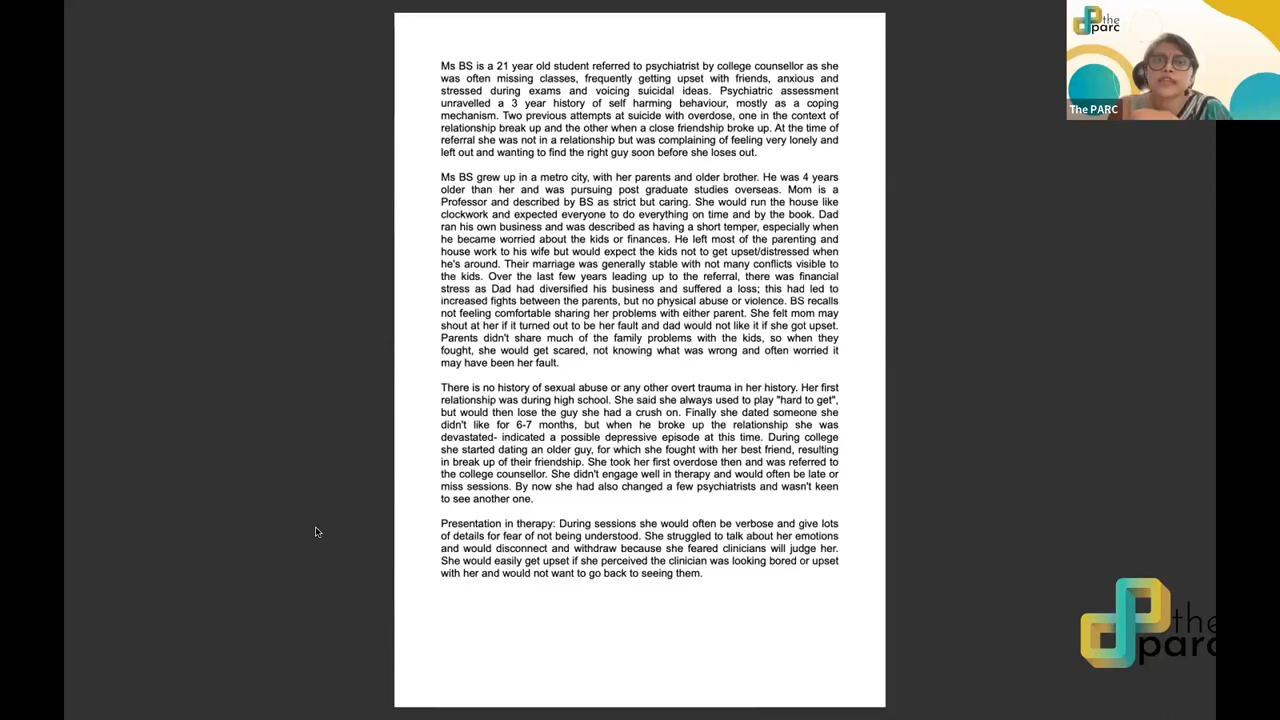 Ms BS is a 21 year old student referred to psychiatrist by college counsellor as she
was often missing classes, frequently getting upset with friends, anxious and
stressed during exams and voicing suicidal ideas. Psychiatric assessment
unravelled a 3 year history of self harming behaviour, mostly as a coping
mechanism. Two previous attempts at suicide with overdose, one in the context of
relationship break up and the other when a close friendship broke up. At the time of
referral she was not in a relationship but was complaining of feeling very lonely and
left out and wanting to find the right guy soon before she loses out.
Ms BS grew up in a metro city, with her parents and older brother. He was 4 years
older than her and was pursuing post graduate studies overseas. Mom is a
Professor and described by BS as strict but caring. She would run the house like
clockwork and expected everyone to do everything on time and by the book. Dad
ran his own business and was described as having a short temper, especially when
he became worried about the kids or finances. He left most of the parenting and
house work to his wife but would expect the kids not to get upset/distressed when
he's around. Their marriage was generally stable with not many conflicts visible to
the kids. Over the last few years leading up to the referral, there was financial
stress as Dad had diversified his business and suffered a loss; this had led to
increased fights between the parents, but no physical abuse or violence. BS recalls
not feeling comfortable sharing her problems with either parent. She felt mom may
shout at her if it turned out to be her fault and dad would not like it if she got upset.
Parents didn't share much of the family problems with the kids, so when they
fought, she would get scared, not knowing what was wrong and often worried it
may have been her fault.
There is no history of sexual abuse or any other overt trauma in her history. Her first
relationship was during high school. She said she always used to play "hard to get",
but would then lose the guy she had a crush on. Finally she dated someone she
didn't like for 6-7 months, but when he broke up the relationship she was
devastated- indicated a possible depressive episode at this time. During college
she started dating an older guy, for which she fought with her best friend, resulting
in break up of their friendship. She took her first overdose then and was referred to
the college counsellor. She didn't engage well in therapy and would often be late or
miss sessions. By now she had also changed a few psychiatrists and wasn't keen
to see another one.
Presentation in therapy: During sessions she would often be verbose and give lots
of details for fear of not being understood. She struggled to talk about her emotions
and would disconnect and withdraw because she feared clinicians will judge her.
She would easily get upset if she perceived the clinician was looking bored or upset
with her and would not want to go back to seeing them.
the
parc
The PARC
the
parc